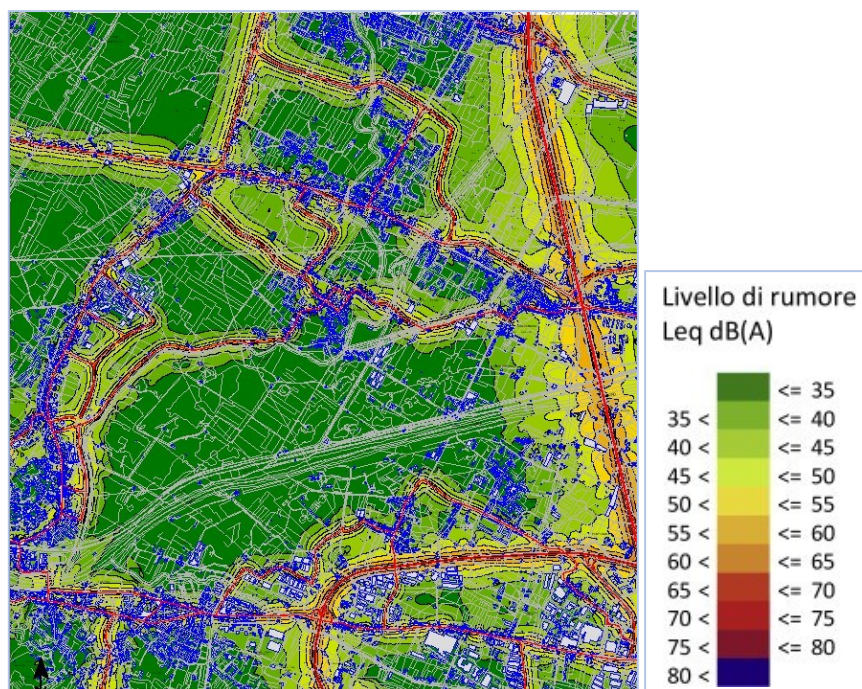 Livello di rumore
Leq dB(A)
<= 35
35 < <= 40
40 < <= 45
45 < <= 50
50 < <= 55
55 < <= 60
60 < <= 65
65 < <= 70
70 < <= 75
75 < <= 80
80 <